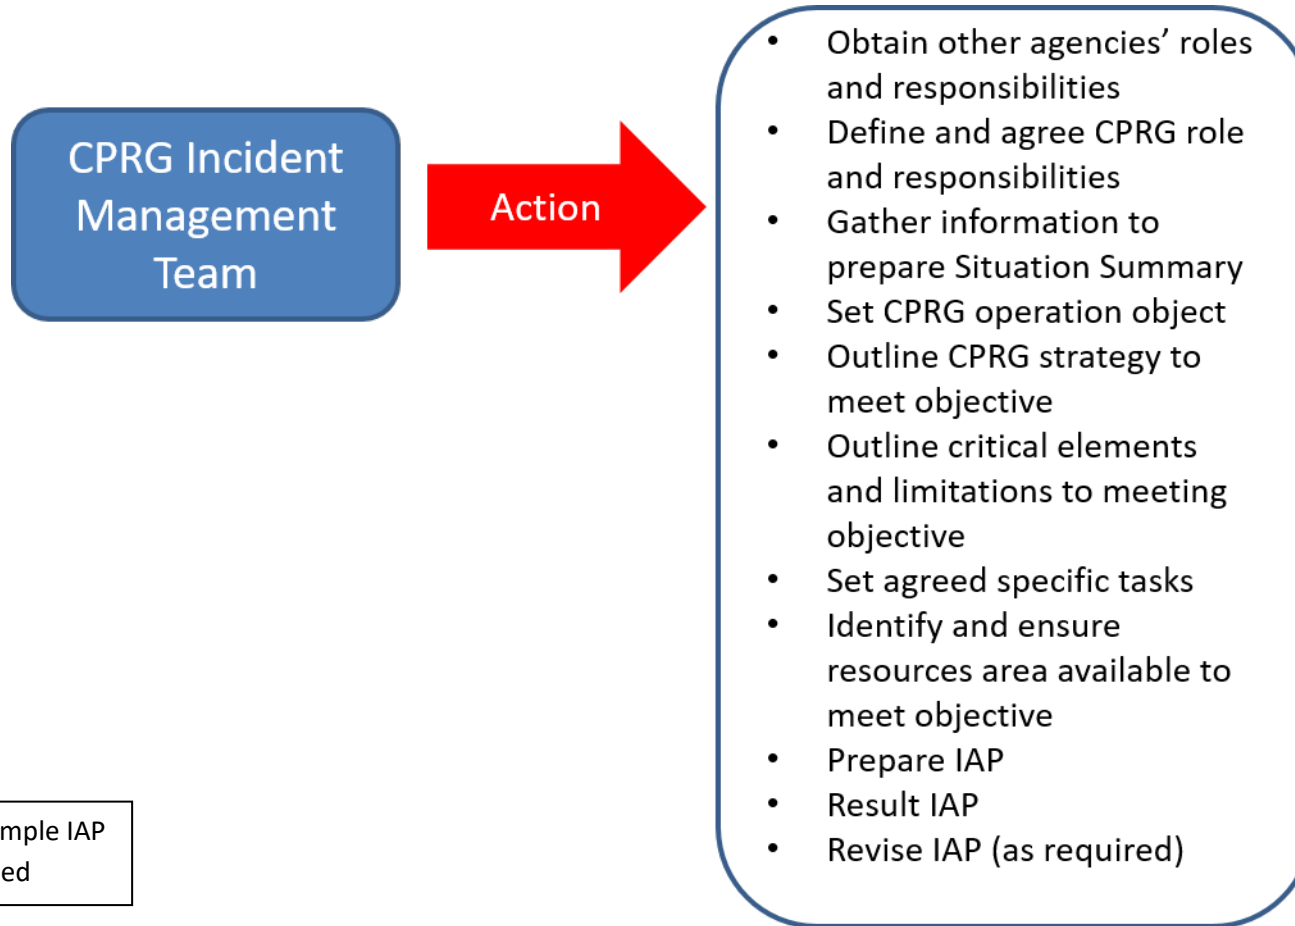 CPRG Incident
Management
Team
Action
• Obtain other agencies’ roles
and responsibilities
• Define and agree CPRG role
and responsibilities
• Gather information to
prepare Situation Summary
• Set CPRG operation object
• Outline CPRG strategy to
meet objective
• Outline critical elements
and limitations to meeting
objective
• Set agreed specific tasks
• Identify and ensure
resources area available to
meet objective
• Prepare IAP
• Result IAP
• Revise IAP (as required)
mple IAP
ed